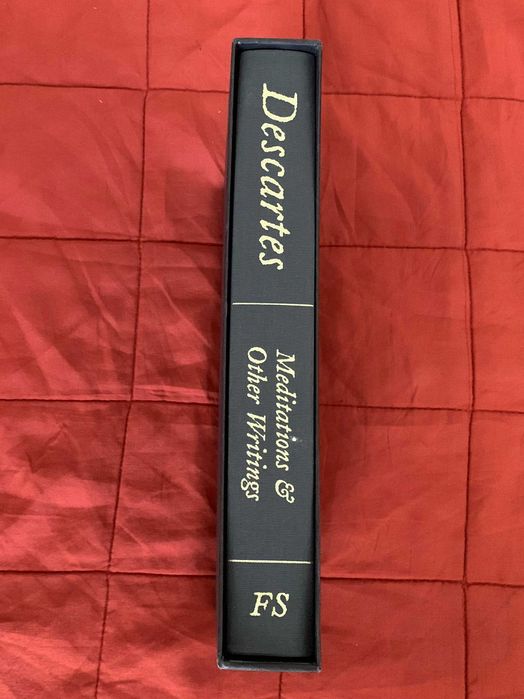 Descartes
Meditations &
Other Writings
FS